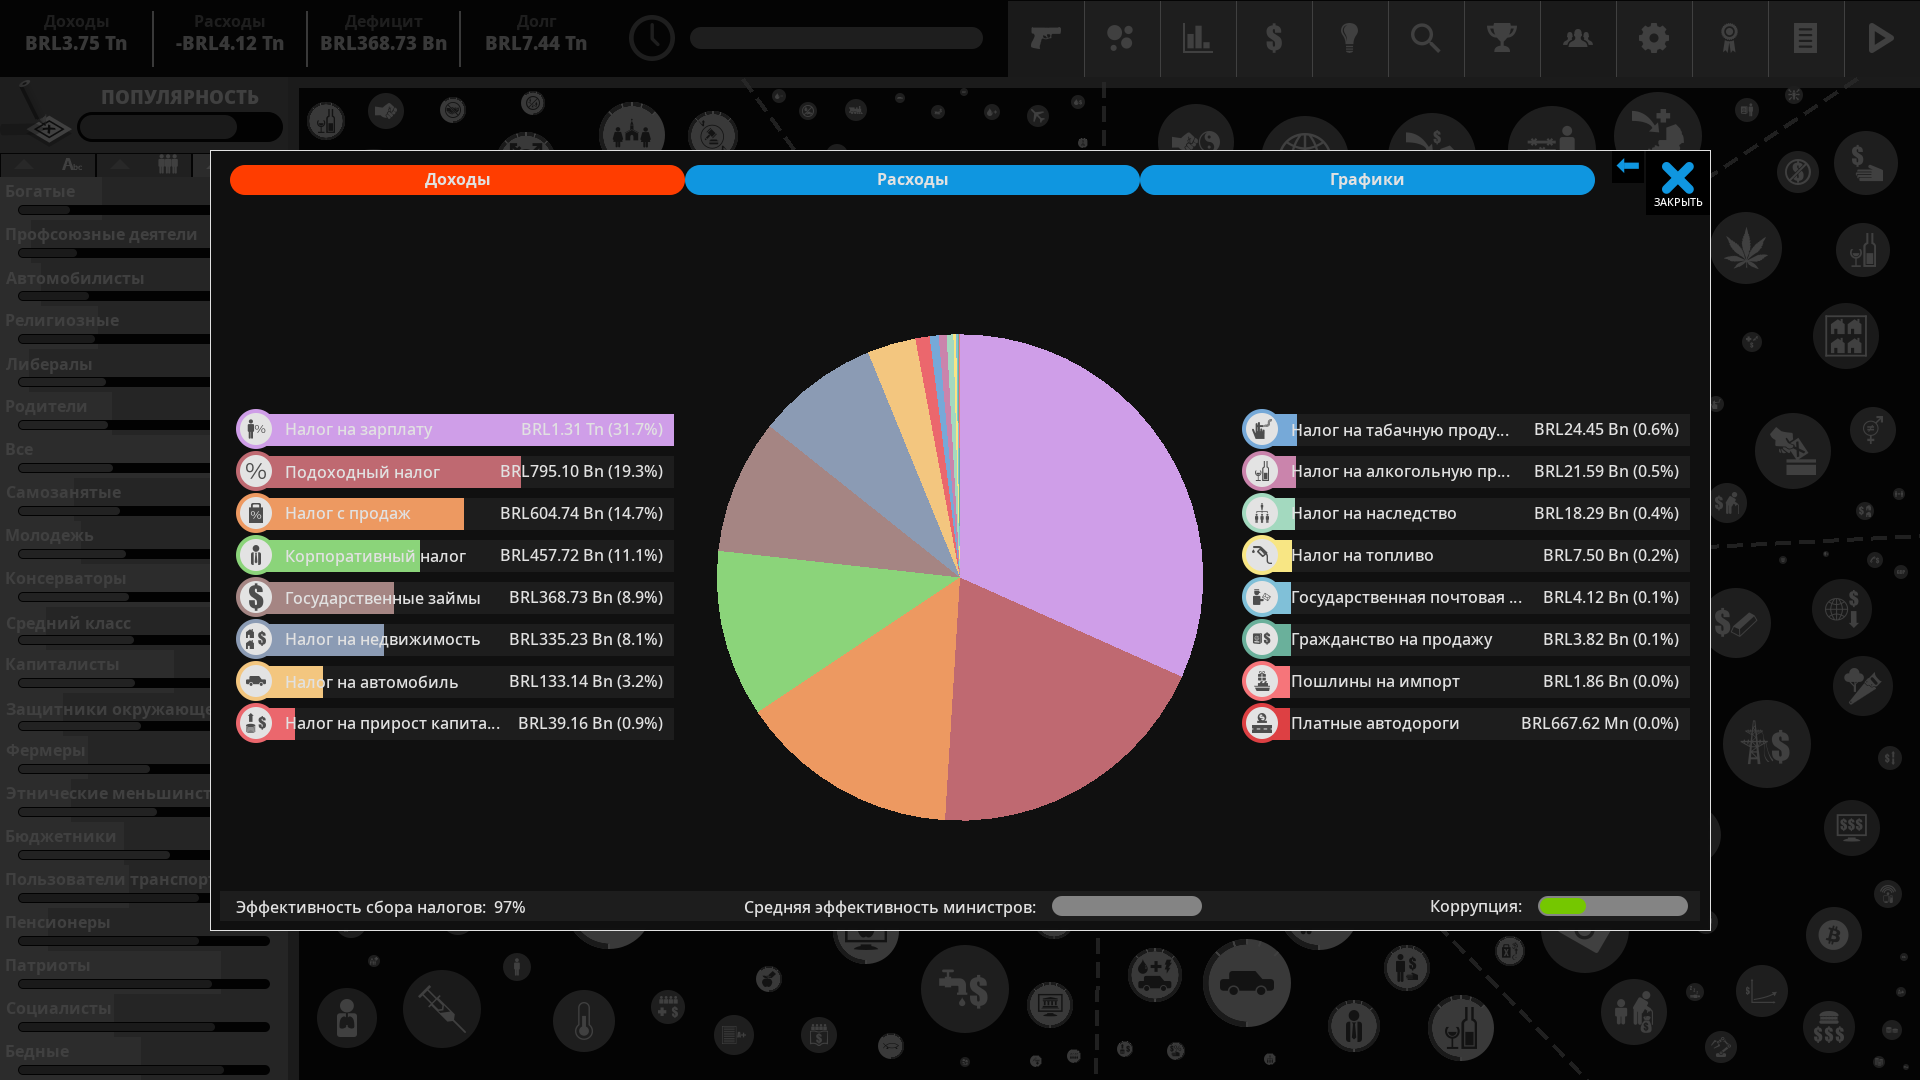 Доходы
BRL3.75 Tn
Расходы
-BRL4.12 Tn
Дефицит
BRL368.73 Bn
Долг
BRL7.44 Tn
ПОПУЛЯРНОСТЬ
Abc
Богатые
Профсоюзные деятели
Автомобилисты
Религиозные
Либералы
Родители
Все
Самозанятые
Молодежь
Консерваторы
Средний класс
Капиталисты
Защитники окружающе
Фермеры
Этнические меньшинст
Бюджетники
Пользователи транспорт
Пенсионеры
Патриоты
Социалисты
Бедные
Доходы
Расходы
Графики
ЗАКРЫТЬ
Налог на зарплату BRL1.31 Tn (31.7%)
Подоходный налог BRL795.10 Bn (19.3%)
Налог с продаж BRL604.74 Bn (14.7%)
Корпоративный налог BRL457.72 Bn (11.1%)
Государственные займы BRL368.73 Bn (8.9%)
Налог на недвижимость BRL335.23 Bn (8.1%)
Налог на автомобиль BRL133.14 Bn (3.2%)
Налог на прирост капита... BRL39.16 Bn (0.9%)
Налог на табачную проду... BRL24.45 Bn (0.6%)
Налог на алкогольную пр... BRL21.59 Bn (0.5%)
Налог на наследство BRL18.29 Bn (0.4%)
Налог на топливо BRL7.50 Bn (0.2%)
Государственная почтовая ... BRL4.12 Bn (0.1%)
Гражданство на продажу BRL3.82 Bn (0.1%)
Пошлины на импорт BRL1.86 Bn (0.0%)
Платные автодороги BRL667.62 Mn (0.0%)
Эффективность сбора налогов: 97%
Средняя эффективность министров:
Коррупция: